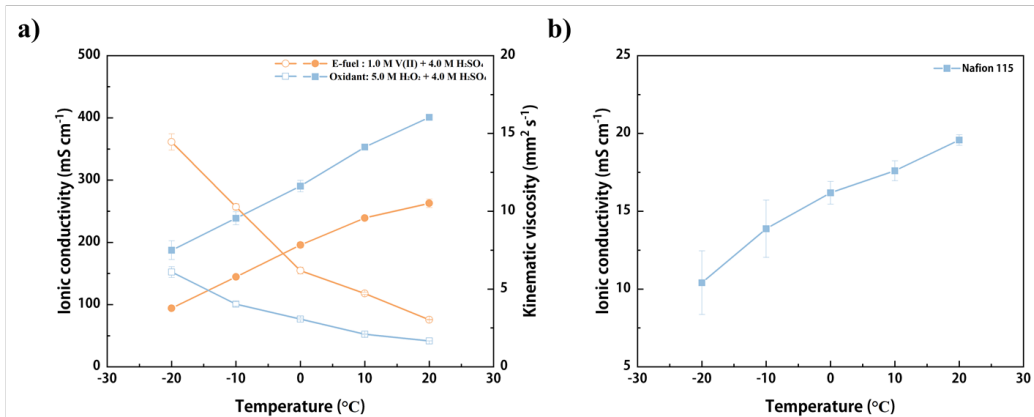 a)
E-fuel : 1.0 M V(II) + 4.0 M H₂SO₄
Oxidant: 5.0 M H₂O₂ + 4.0 M H₂SO₄
500
400
300
200
100
0
Ionic conductivity (mS cm⁻¹)
20
15
10
5
0
Kinematic viscosity (mm² s⁻¹)
-30 -20 -10 0 10 20 30
Temperature (°C)
b)
Nafion 115
25
20
15
10
5
Ionic conductivity (mS cm⁻¹)
-30 -20 -10 0 10 20 30
Temperature (°C)